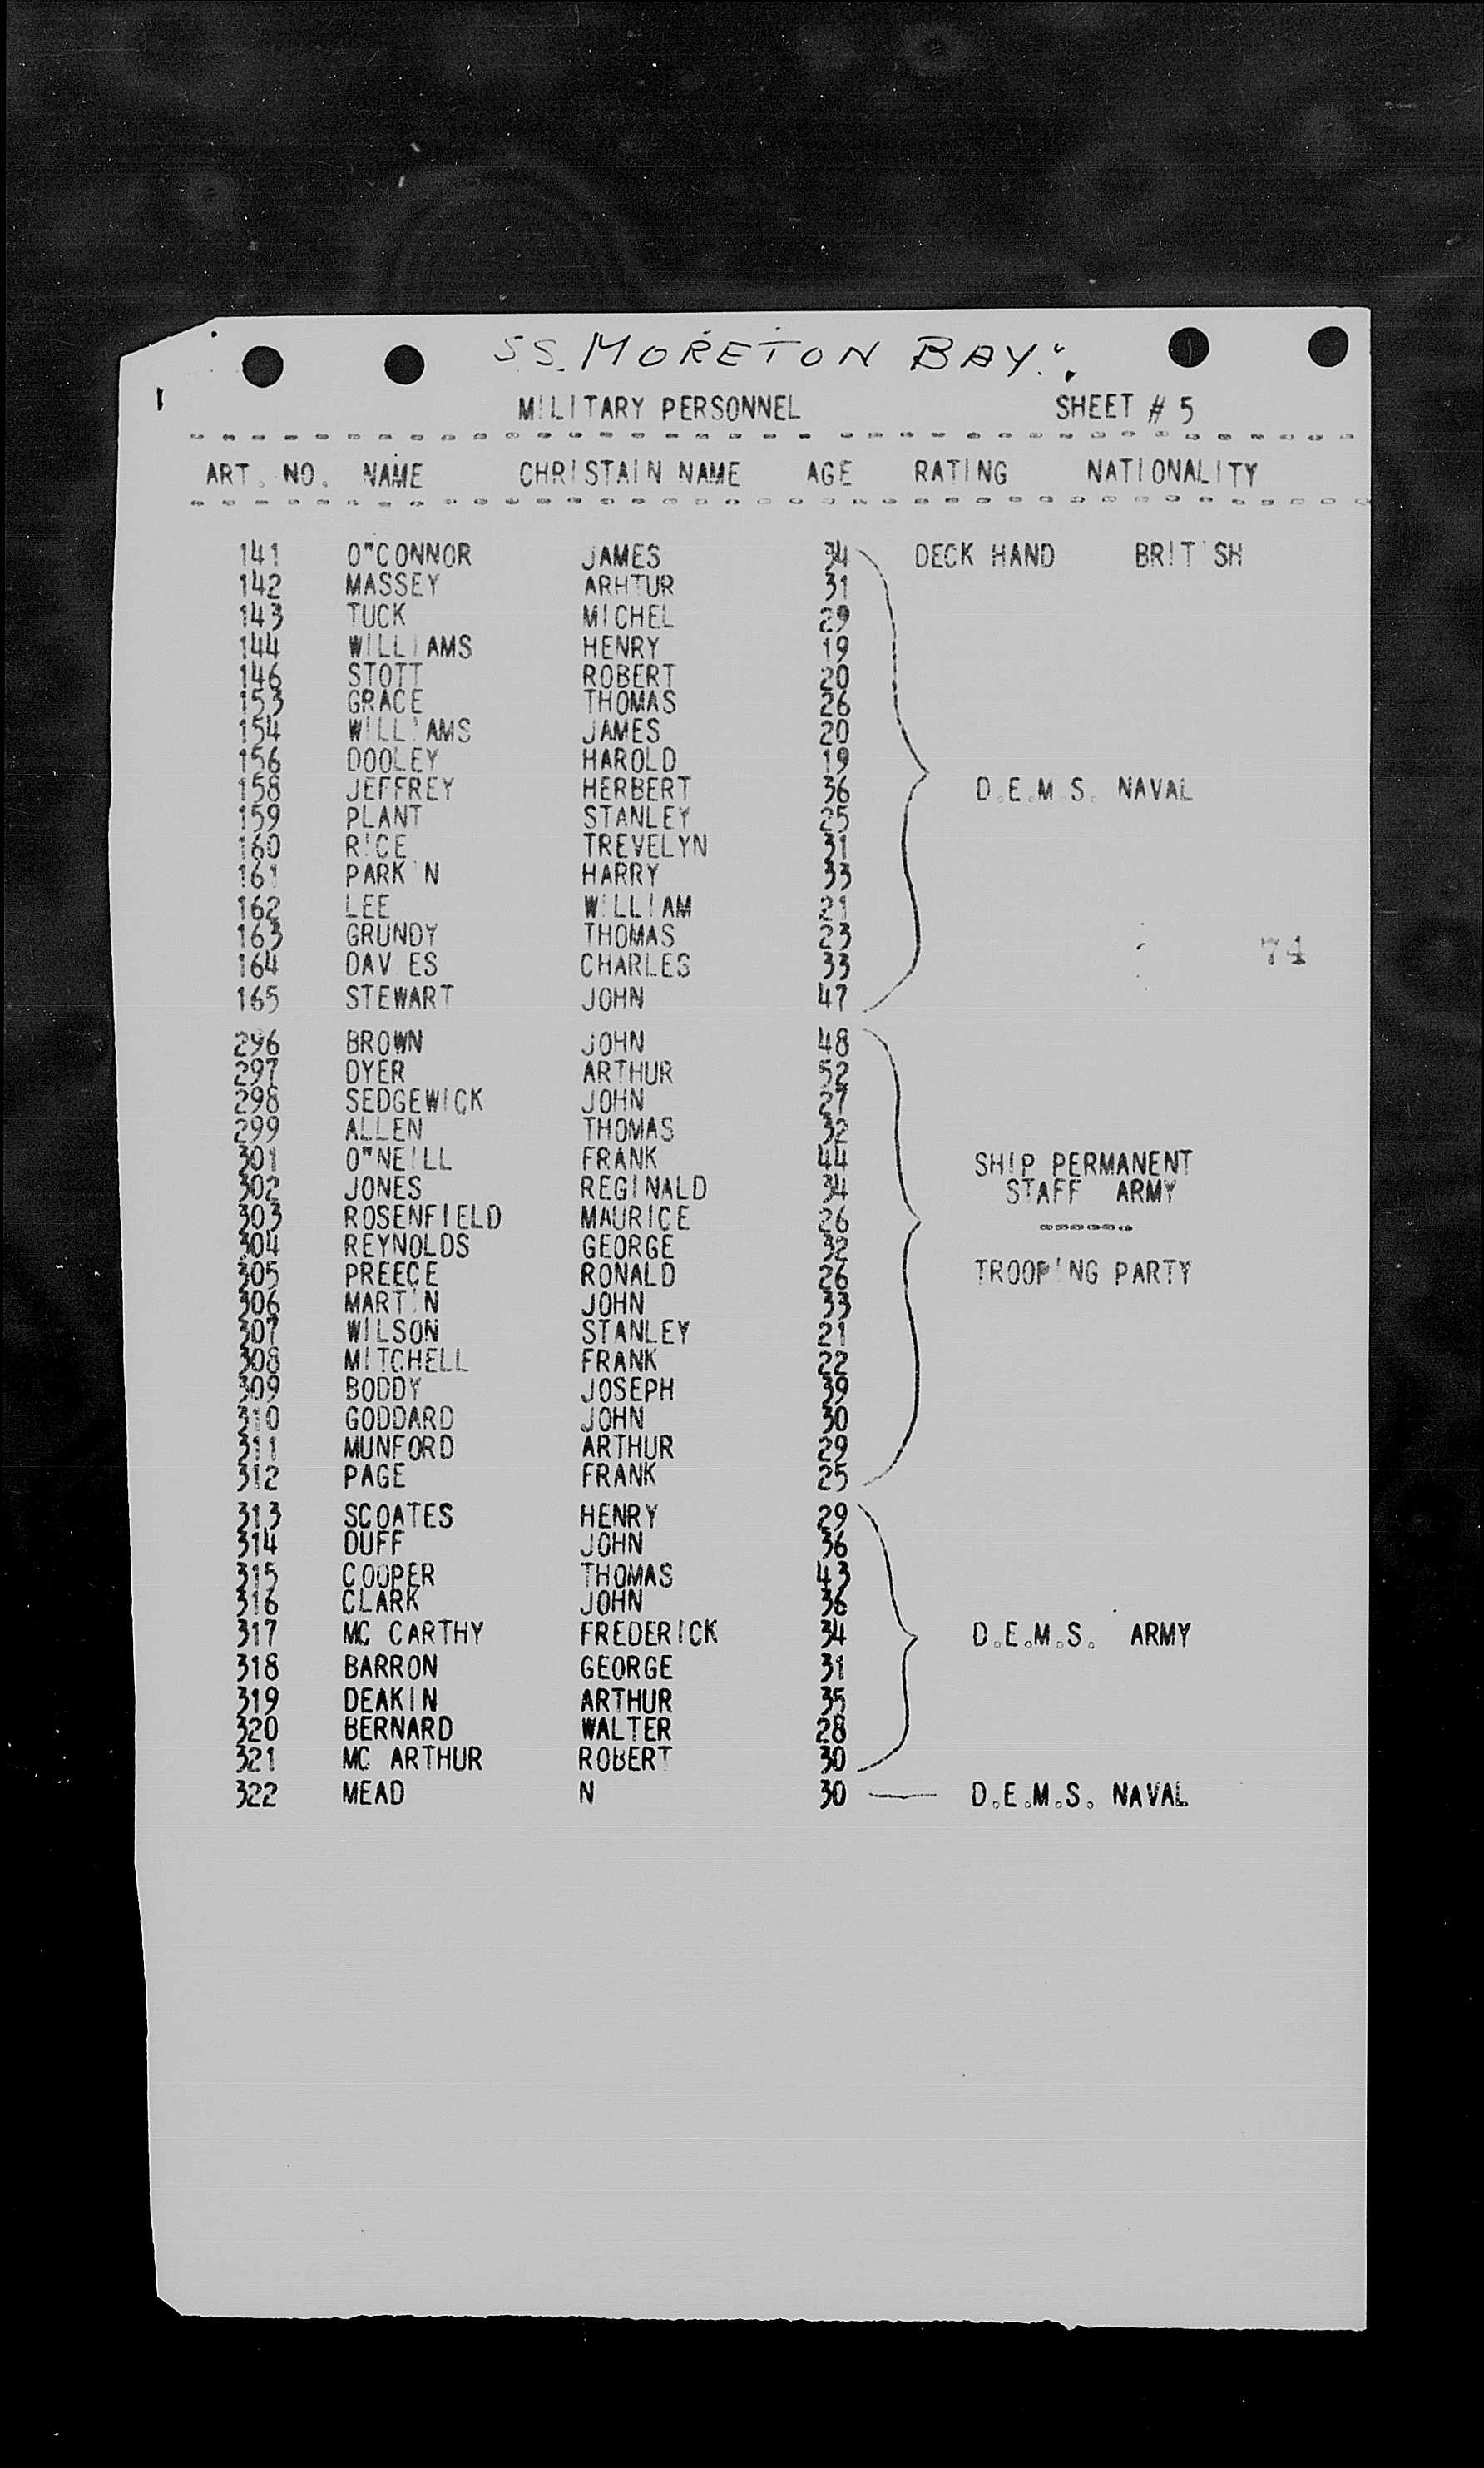 S.S. MORETON BAY.
MILITARY PERSONNEL SHEET # 5
ART. NO. NAME CHRISTAIN NAME AGE RATING NATIONALITY
141 O"CONNOR JAMES 34 DECK HAND BRITISH
142 MASSEY ARHTUR 31
143 TUCK MICHEL 29
144 WILLIAMS HENRY 19
146 STOTT ROBERT 20
153 GRACE THOMAS 26
154 WILLIAMS JAMES 20
156 DOOLEY HAROLD 19
158 JEFFREY HERBERT 36 D.E.M.S. NAVAL
159 PLANT STANLEY 25
160 RICE TREVELYN 31
161 PARKIN HARRY 33
162 LEE WILLIAM 21
163 GRUNDY THOMAS 23
74
164 DAVIES CHARLES 33
165 STEWART JOHN 47
296 BROWN JOHN 48
297 DYER ARTHUR 52
298 SEDGEWICK JOHN 27
299 ALLEN THOMAS 32
301 O"NEILL FRANK 44 SHIP PERMANENT
302 JONES REGINALD 34 STAFF ARMY
303 ROSENFIELD MAURICE 26
304 REYNOLDS GEORGE 32
305 PREECE RONALD 26 TROOPING PARTY
306 MARTIN JOHN 33
307 WILSON STANLEY 21
308 MITCHELL FRANK 22
309 BODDY JOSEPH 39
310 GODDARD JOHN 30
311 MUNFORD ARTHUR 29
312 PAGE FRANK 25
313 SCOATES HENRY 29
314 DUFF JOHN 36
315 COOPER THOMAS 43
316 CLARK JOHN 36
317 MC CARTHY FREDERICK 34 D.E.M.S. ARMY
318 BARRON GEORGE 31
319 DEAKIN ARTHUR 35
320 BERNARD WALTER 28
321 MC ARTHUR ROBERT 30
322 MEAD N 30 D.E.M.S. NAVAL